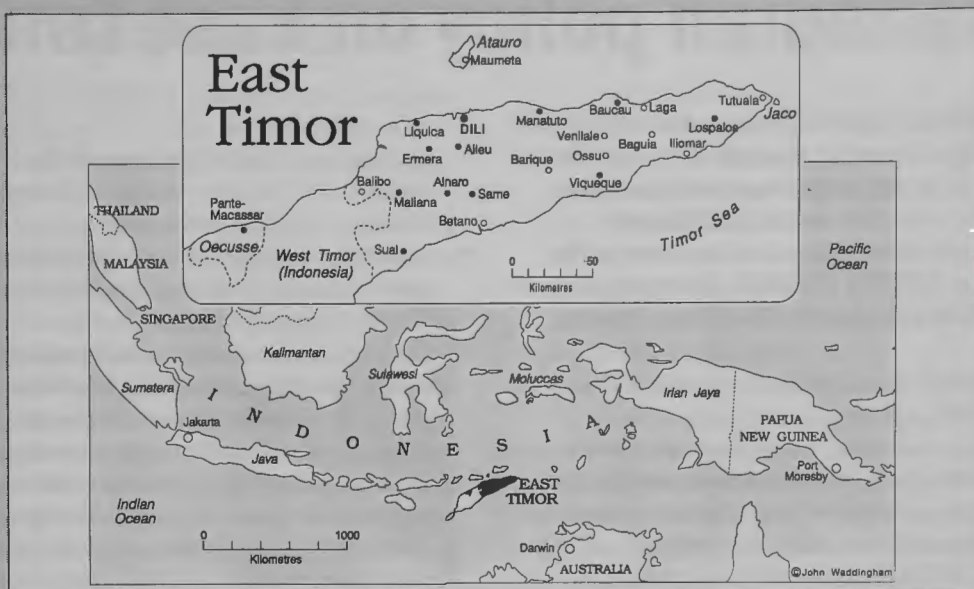 East
Timor
Atauro
Maumeta
Tutuala
Jaco
Baucau
Laga
Manatuto
Liquica
DILI
Venilale
Lospalos
Ermera
Aileu
Baguia
Iliomar
Barique
Ossu
Balibo
Maliana
Ainaro
Same
Viqueque
Pante-
Macassar
Betano
Oecusse
West Timor
(Indonesia)
Suai
Timor Sea
0 50
Kilometres
THAILAND
MALAYSIA
SINGAPORE
Pacific
Ocean
Kalimantan
Sumatera
Sulawesi
Moluccas
Irian Jaya
INDONESIA
Jakarta
Java
PAPUA
NEW GUINEA
Port
Moresby
EAST
TIMOR
Indian
Ocean
0 1000
Kilometres
Darwin
AUSTRALIA
©John Waddingham